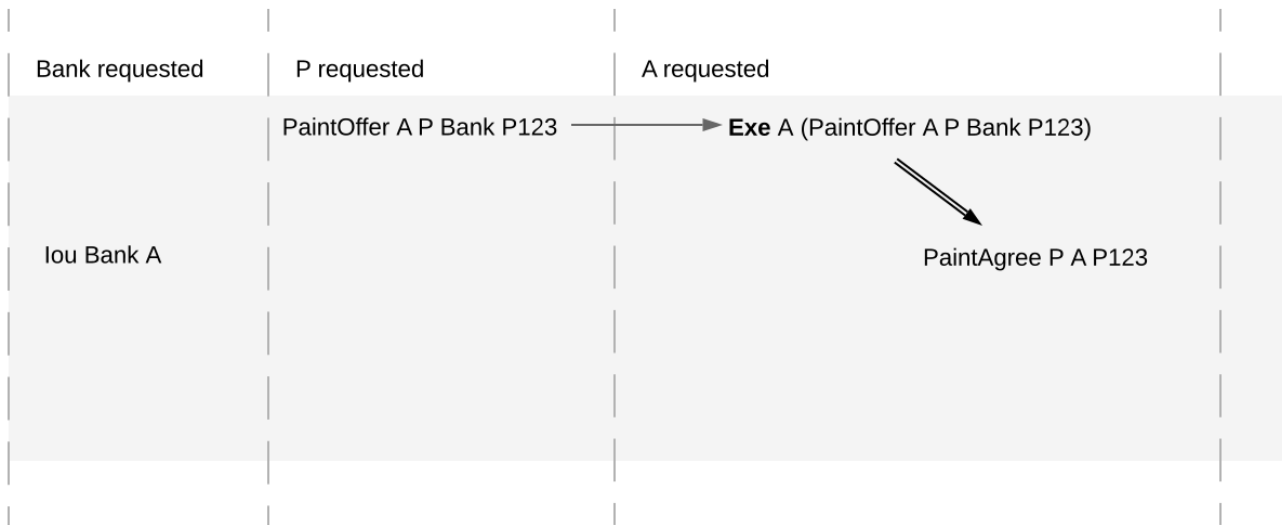 Bank requested
P requested
A requested
PaintOffer A P Bank P123
Exe A (PaintOffer A P Bank P123)
Iou Bank A
PaintAgree P A P123